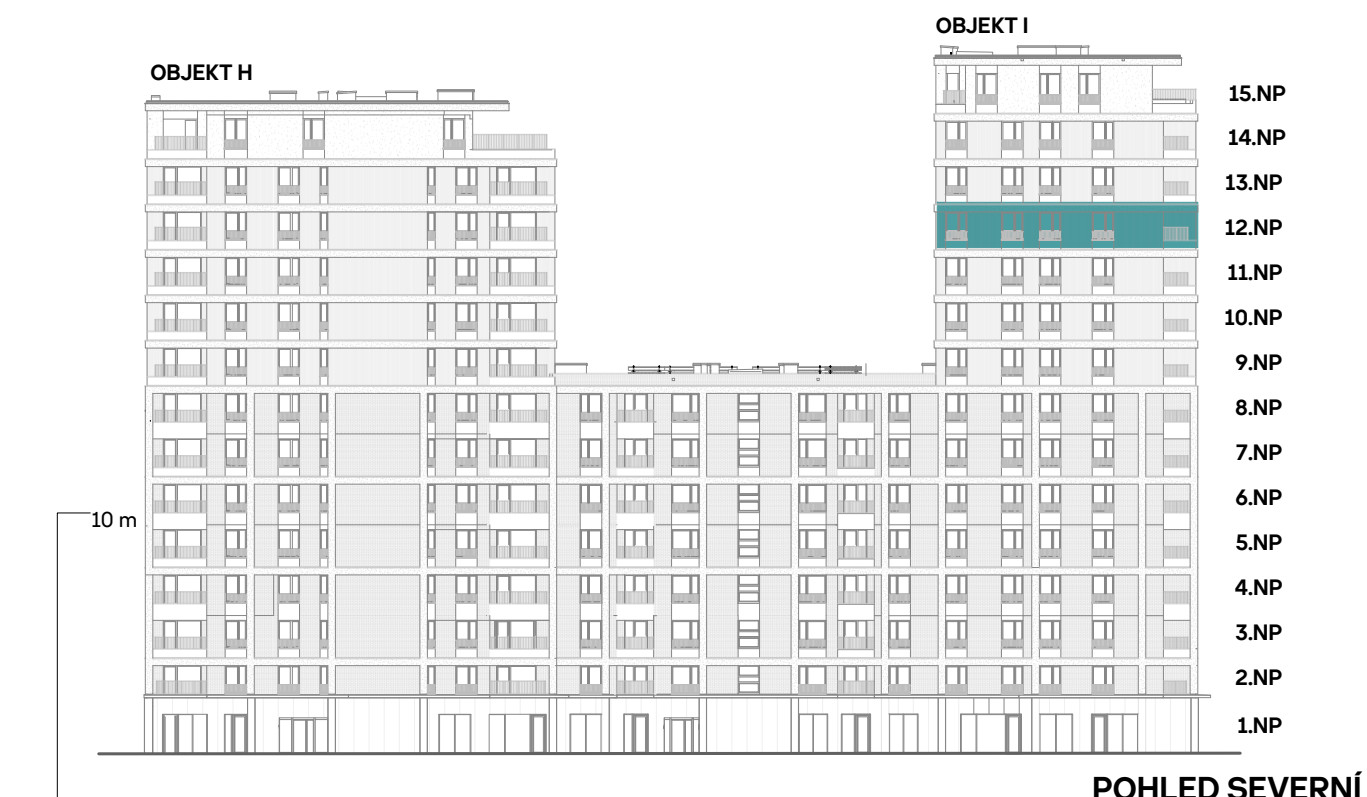 OBJEKT I
OBJEKT H
15.NP
14.NP
13.NP
12.NP
11.NP
10.NP
9.NP
8.NP
7.NP
6.NP
10 m
5.NP
4.NP
3.NP
2.NP
1.NP
POHLED SEVERNÍ